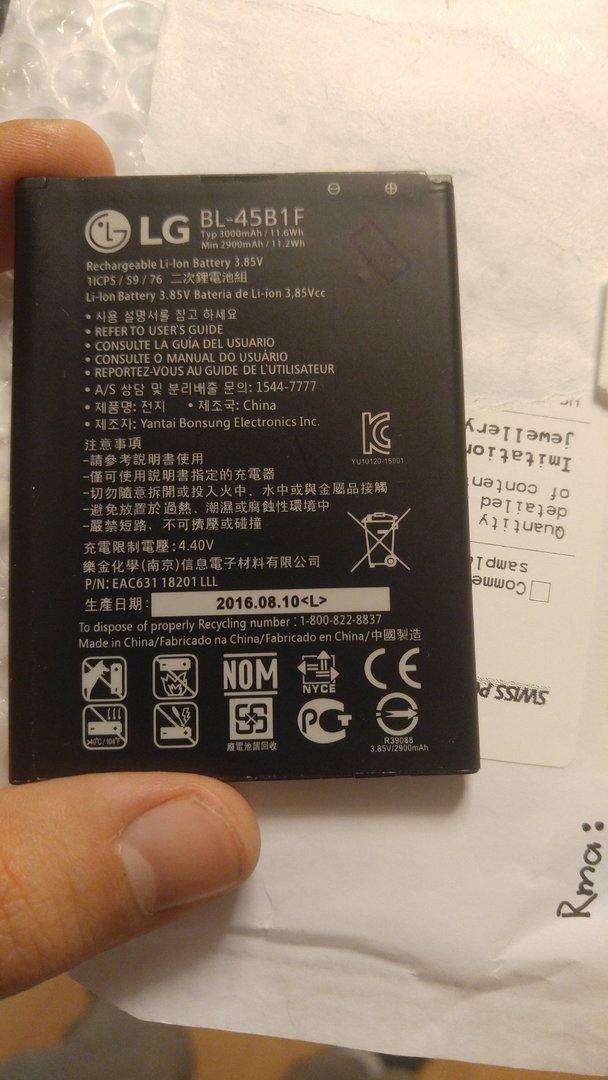 LG BL-45B1F
Typ 3000mAh / 11.6Wh
Min 2900mAh / 11.2Wh
Rechargeable Li-Ion Battery 3.85V
1ICP5 / 59 / 76 二次鋰電池組
Li-Ion Battery 3.85V Bateria de Li-íon 3,85Vcc
• 사용 설명서를 참고 하세요
• REFER TO USER'S GUIDE
• CONSULTE LA GUÍA DEL USUARIO
• CONSULTE O MANUAL DO USUÁRIO
• REPORTEZ-VOUS AU GUIDE DE L'UTILISATEUR
• A/S 상담 및 분리배출 문의: 1544-7777
• 제품명: 전지 • 제조국: China
• 제조자: Yantai Bonsung Electronics Inc.
YU10120-15001
注意事項
-請參考說明書使用
-僅可使用說明書指定的充電器
-切勿隨意拆開或投入火中、水中或與金屬品接觸
-避免放置於過熱、潮濕或腐蝕性環境中
-嚴禁短路，不可擠壓或碰撞
充電限制電壓：4.40V
樂金化學(南京)信息電子材料有限公司
P/N: EAC631 18201 LLL
生產日期: 2016.08.10<L>
To dispose of properly Recycling number : 1-800-822-8837
Made in China/Fabricado na China/Fabricado en China/中國製造
NOM
NYCE
CE
≥40°C / 104°F
廢電池請回收
R39088
3.85V/2900mAh
Imitation
jewellery
Quantity
detailed
of conten
Comme
sampl
SWISS PO
Rma: